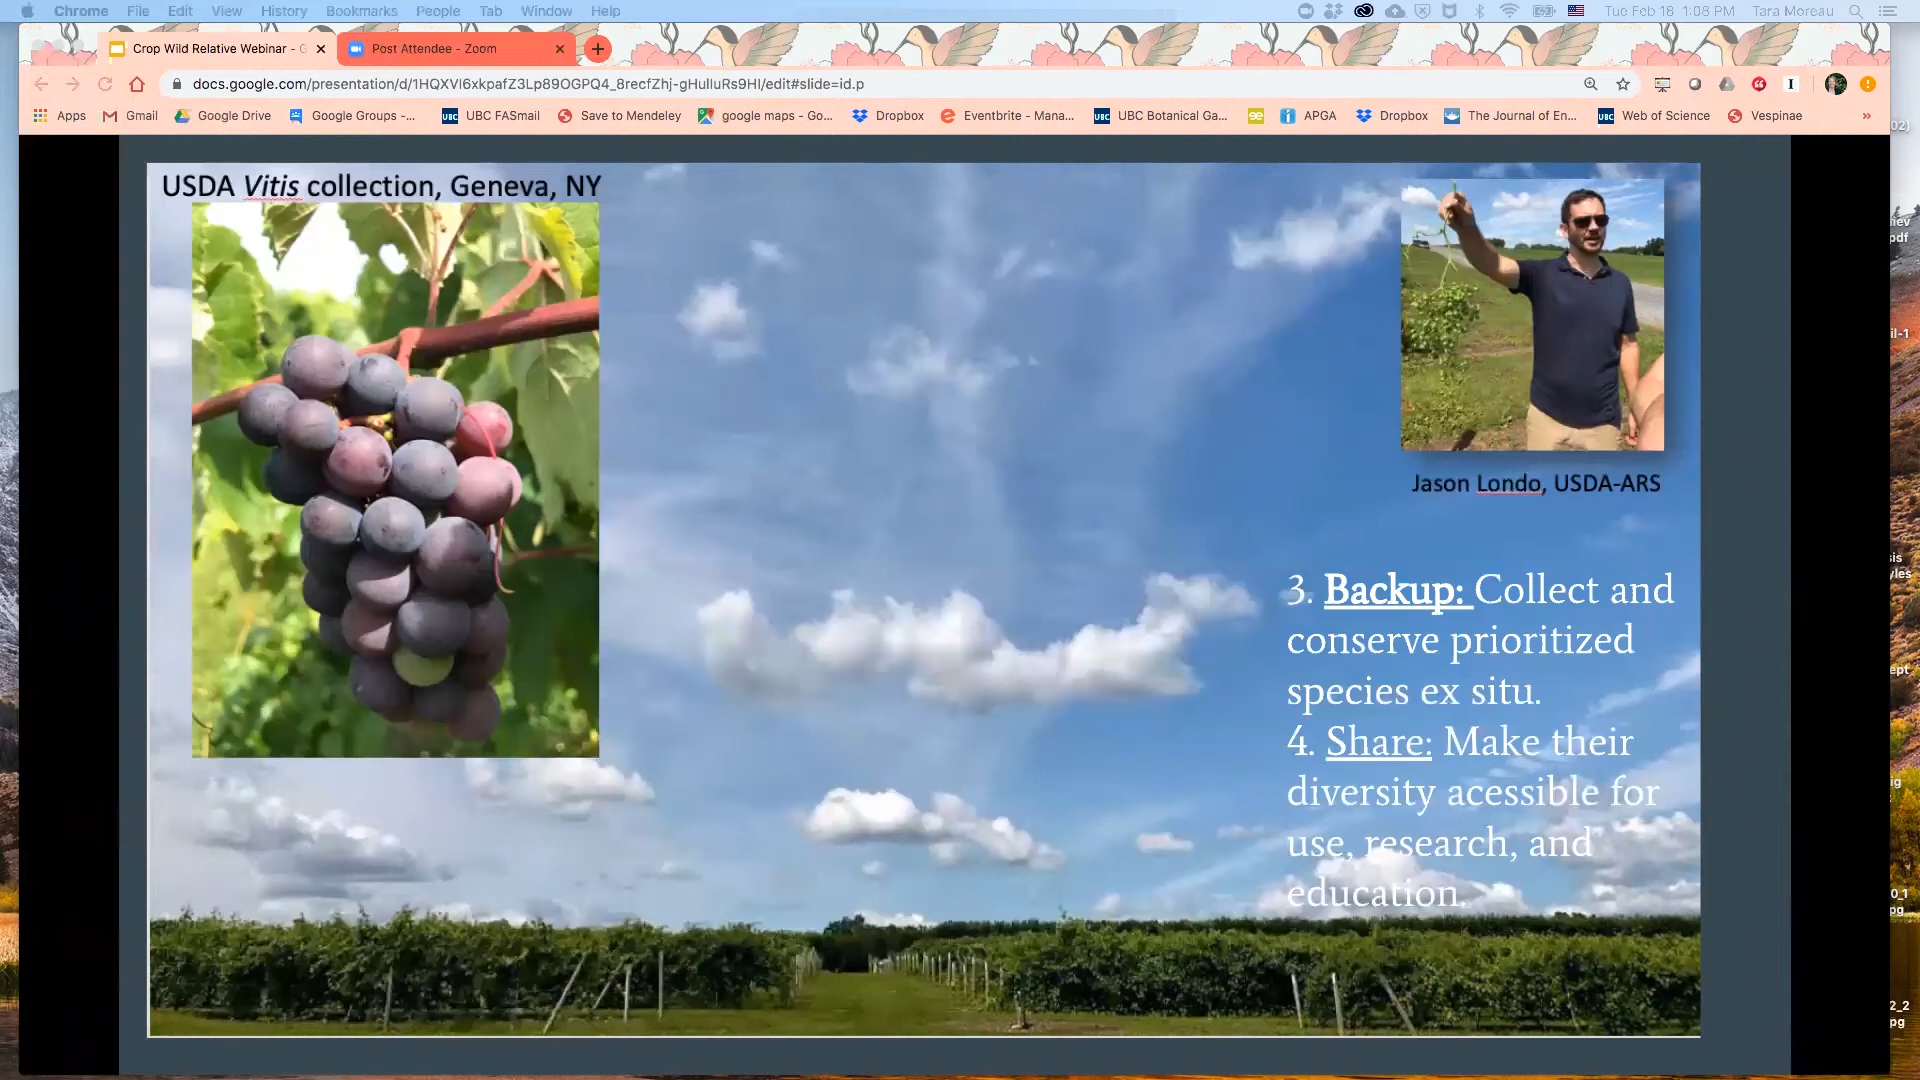 Chrome File Edit View History Bookmarks People Tab Window Help Tue Feb 18 1:08 PM Tara Moreau
Crop Wild Relative Webinar - G Post Attendee - Zoom
docs.google.com/presentation/d/1HQXVI6xkpafZ3Lp89OGPQ4_8recfZhj-gHulluRs9HI/edit#slide=id.p
Apps Gmail Google Drive Google Groups -... UBC FASmail Save to Mendeley google maps - Go... Dropbox Eventbrite - Mana... UBC Botanical Ga... APGA Dropbox The Journal of En... Web of Science Vespinae »
USDA Vitis collection, Geneva, NY
Jason Londo, USDA-ARS
3. Backup: Collect and
conserve prioritized
species ex situ.
4. Share: Make their
diversity acessible for
use, research, and
education.